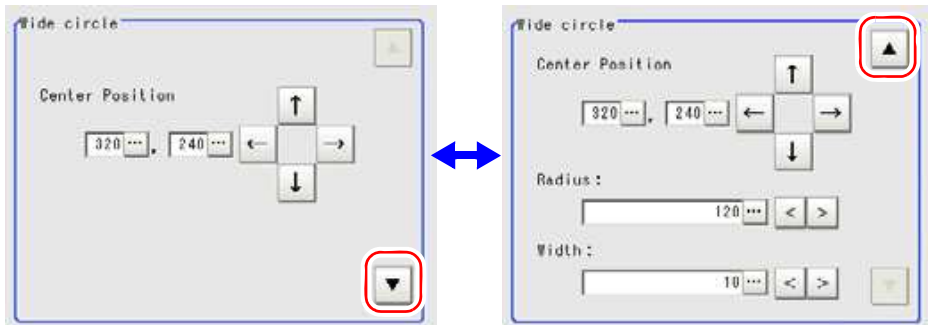 Wide circle
Center Position
320 ... , 240 ... ← ↑ → ↓
Wide circle
Center Position
320 ... , 240 ... ← ↑ → ↓
Radius:
120 ... < >
Width:
10 ... < >